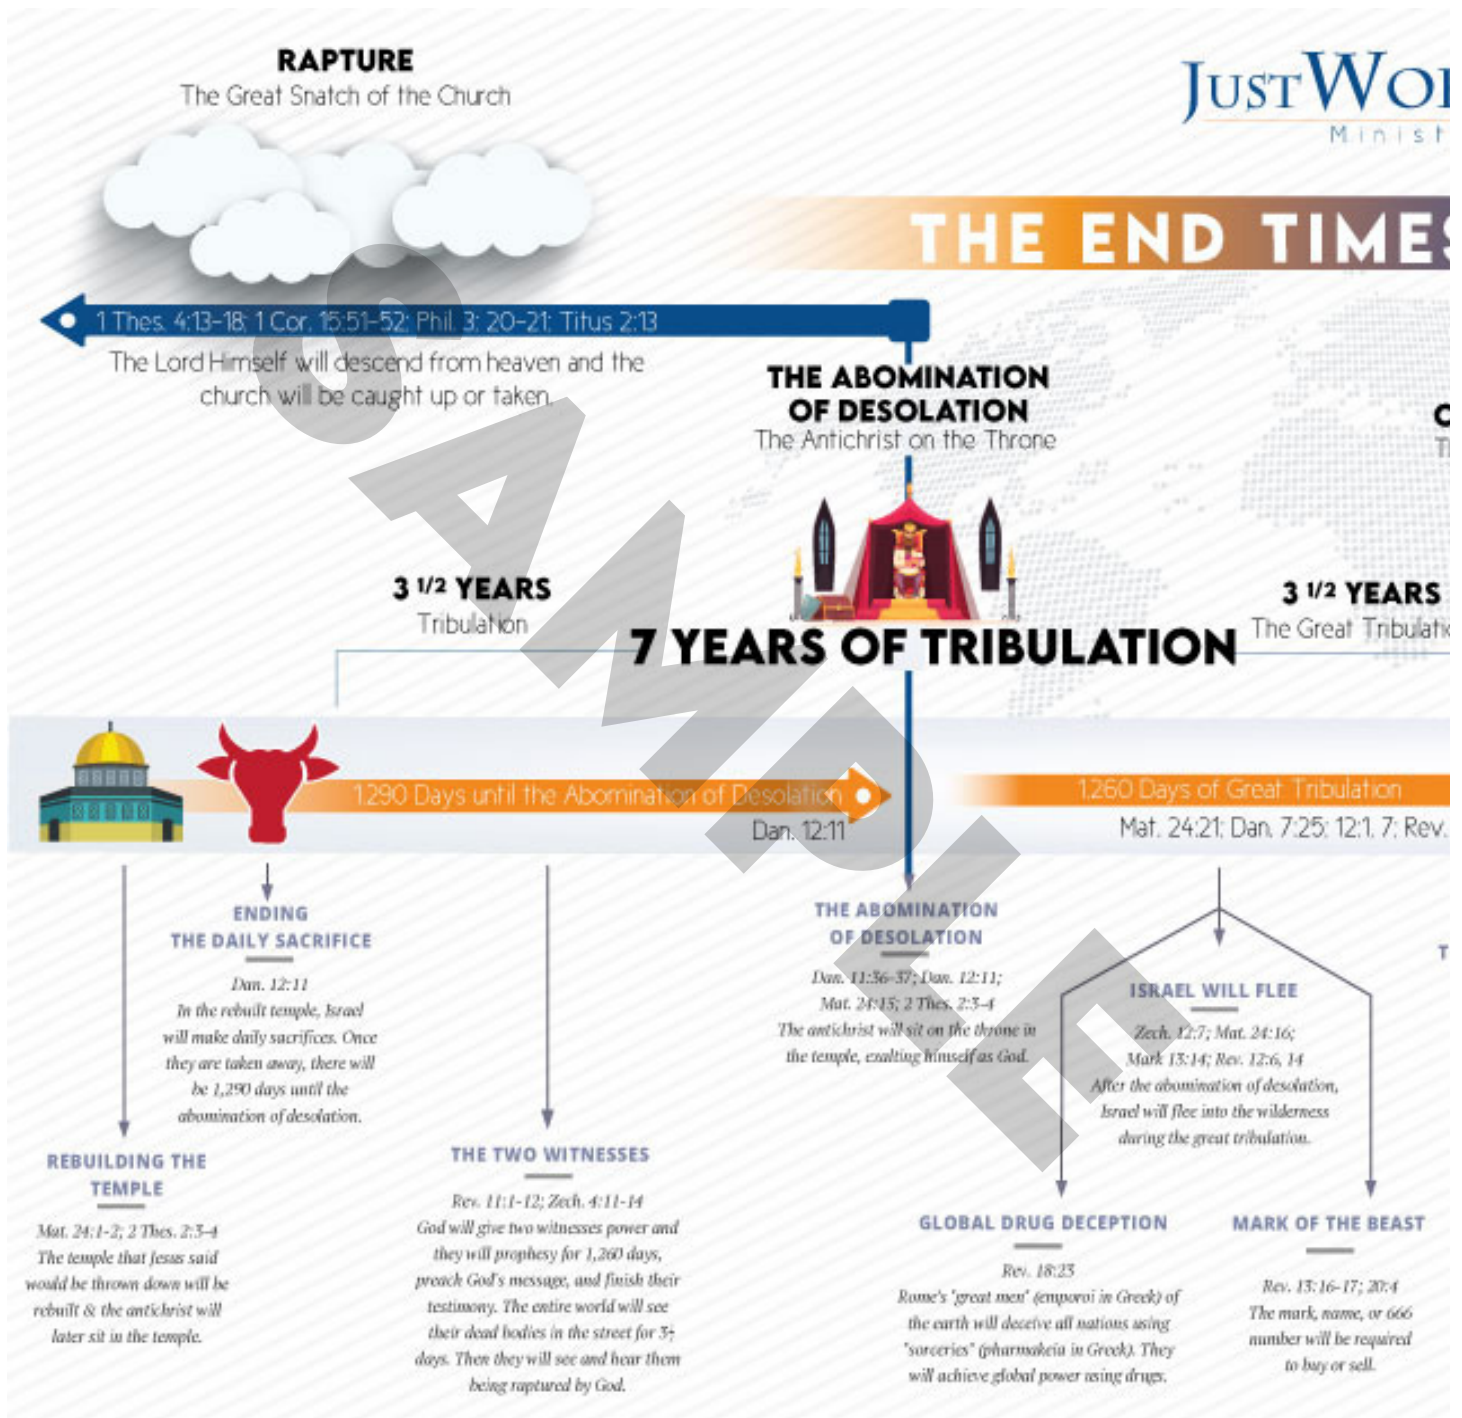 RAPTURE
The Great Snatch of the Church
JUST WO
Minist
THE END TIMES
1 Thes. 4:13-18; 1 Cor. 15:51-52; Phil. 3: 20-21; Titus 2:13
The Lord Himself will descend from heaven and the
church will be caught up or taken.
THE ABOMINATION
OF DESOLATION
The Antichrist on the Throne
3 1/2 YEARS
Tribulation
7 YEARS OF TRIBULATION
3 1/2 YEARS
The Great Tribulatio
1,290 Days until the Abomination of Desolation
Dan. 12:11
1,260 Days of Great Tribulation
Mat. 24:21; Dan. 7:25; 12:1, 7; Rev.
ENDING
THE DAILY SACRIFICE
Dan. 12:11
In the rebuilt temple, Israel
will make daily sacrifices. Once
they are taken away, there will
be 1,290 days until the
abomination of desolation.
REBUILDING THE
TEMPLE
Mat. 24:1-2; 2 Thes. 2:3-4
The temple that Jesus said
would be thrown down will be
rebuilt & the antichrist will
later sit in the temple.
THE TWO WITNESSES
Rev. 11:1-12; Zech. 4:11-14
God will give two witnesses power and
they will prophesy for 1,260 days,
preach God's message, and finish their
testimony. The entire world will see
their dead bodies in the street for 3½
days. Then they will see and hear them
being raptured by God.
THE ABOMINATION
OF DESOLATION
Dan. 11:36-37; Dan. 12:11;
Mat. 24:15; 2 Thes. 2:3-4
The antichrist will sit on the throne in
the temple, exalting himself as God.
ISRAEL WILL FLEE
Zech. 12:7; Mat. 24:16;
Mark 13:14; Rev. 12:6, 14
After the abomination of desolation,
Israel will flee into the wilderness
during the great tribulation.
GLOBAL DRUG DECEPTION
Rev. 18:23
Rome's "great men" (emporoi in Greek) of
the earth will deceive all nations using
"sorceries" (pharmakeia in Greek). They
will achieve global power using drugs.
MARK OF THE BEAST
Rev. 13:16-17; 20:4
The mark, name, or 666
number will be required
to buy or sell.
SAMPLE